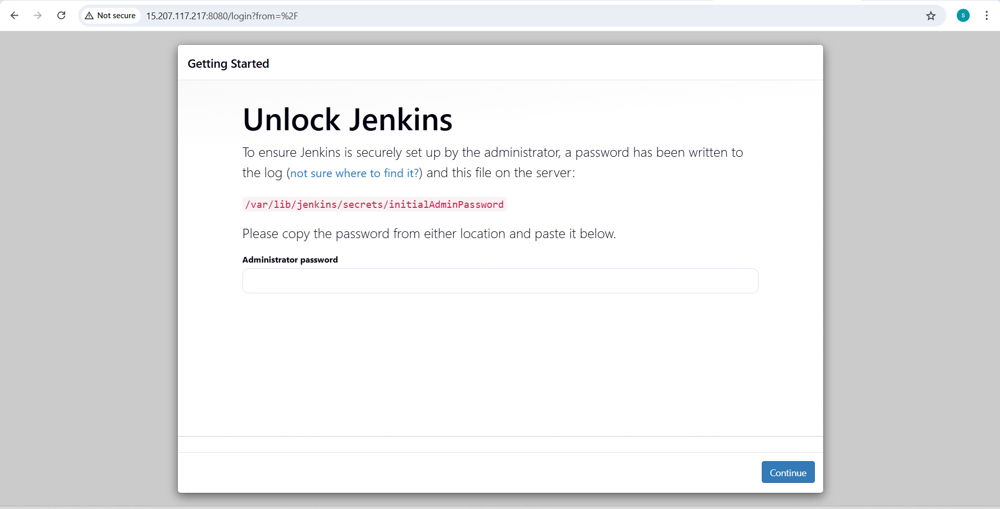 Not secure 15.207.117.217:8080/login?from=%2F
s
Getting Started
Unlock Jenkins
To ensure Jenkins is securely set up by the administrator, a password has been written to
the log (not sure where to find it?) and this file on the server:
/var/lib/jenkins/secrets/initialAdminPassword
Please copy the password from either location and paste it below.
Administrator password
Continue